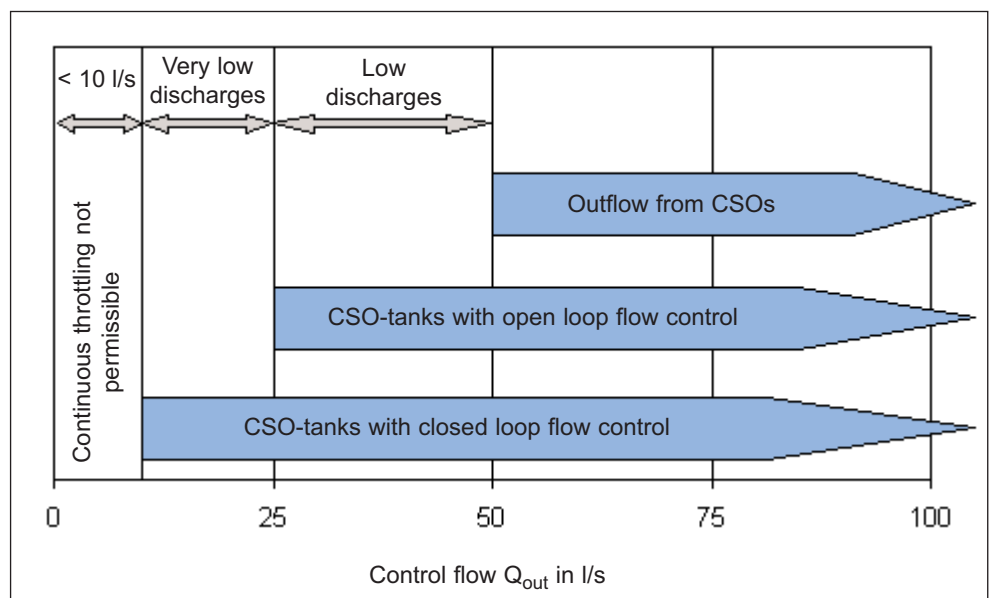 < 10 l/s
Very low
discharges
Low
discharges
Continuous throttling not
permissible
Outflow from CSOs
CSO-tanks with open loop flow control
CSO-tanks with closed loop flow control
0
25
50
75
100
Control flow Qout in l/s